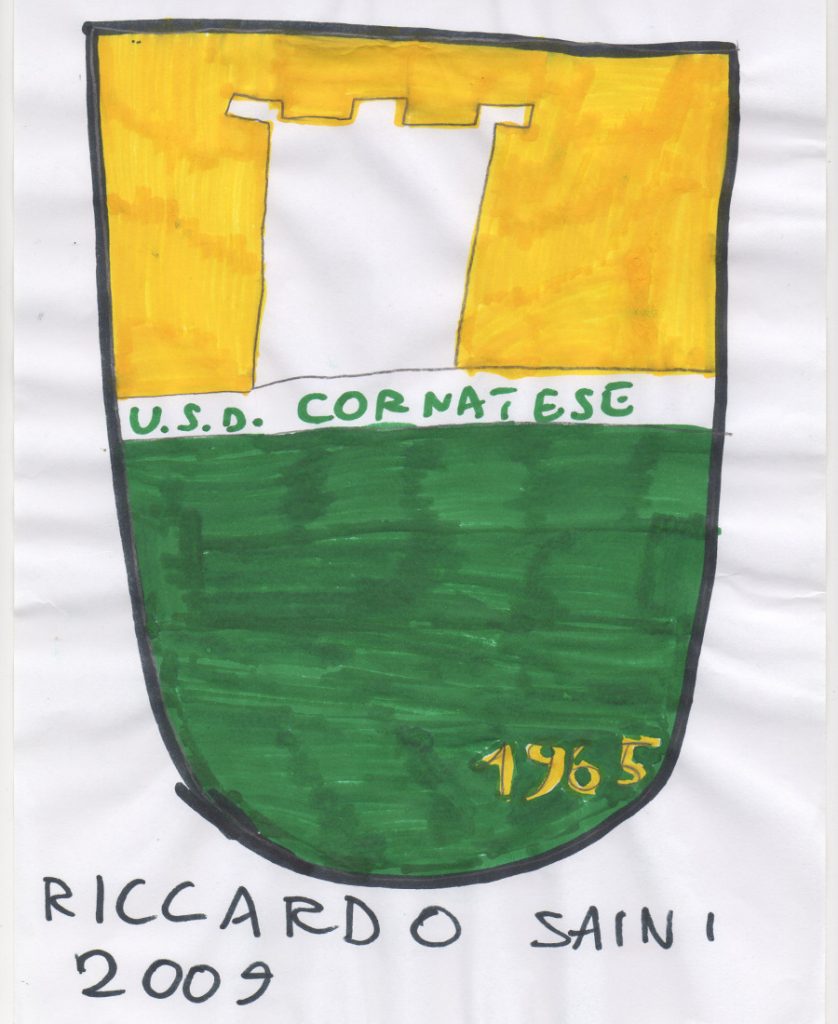 U.S.D. CORNATESE
1965
RICCARDO SAINI
2009